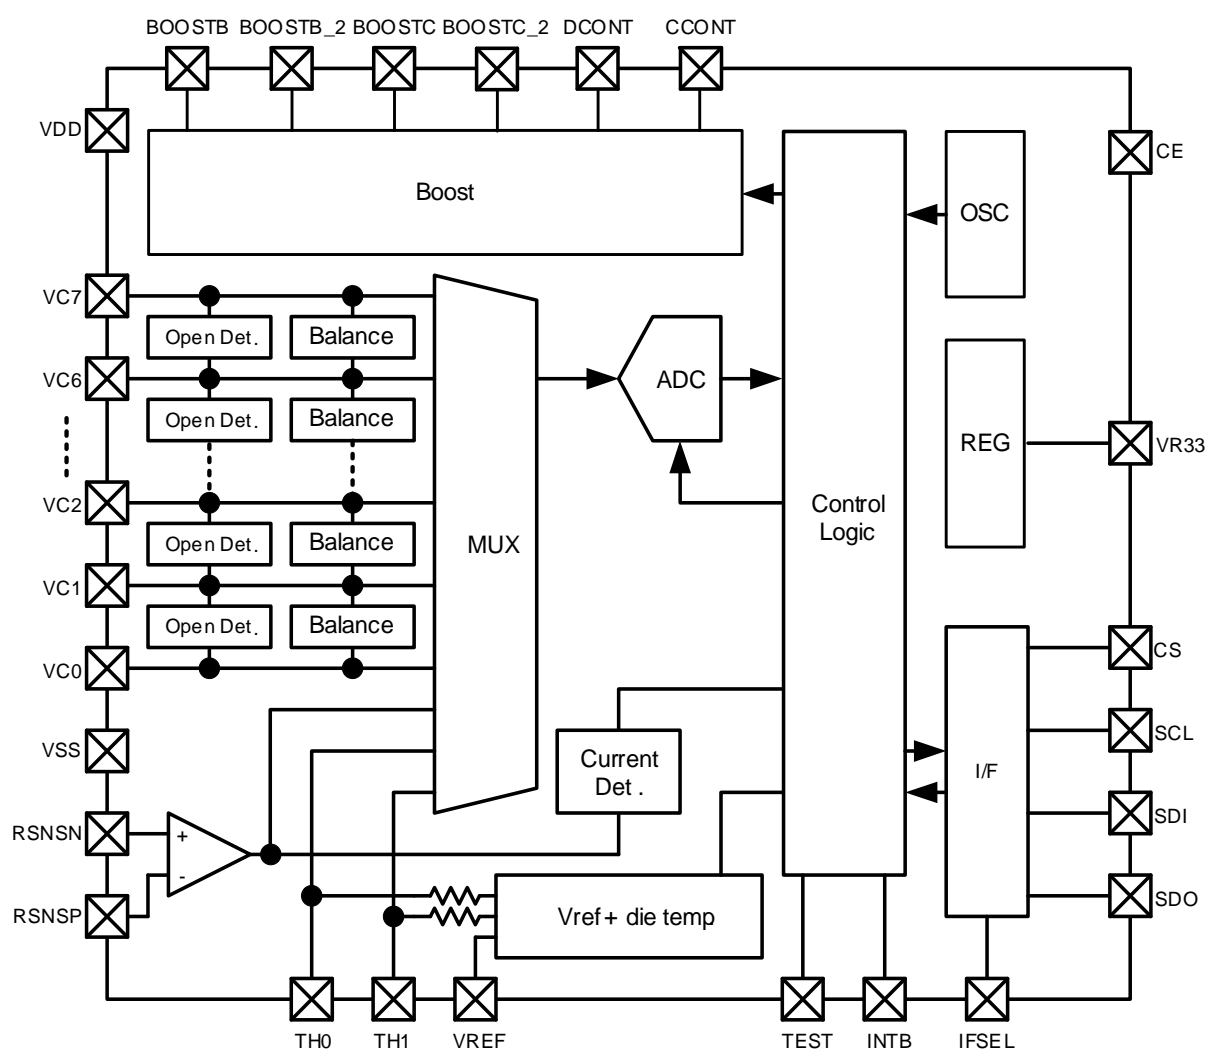 BOOSTB BOOSTB_2 BOOSTC BOOSTC_2 DCONT CCONT
VDD
CE
Boost
OSC
VC7
Open Det. Balance
VC6
ADC
Open Det. Balance
REG
VR33
VC2
Control
Logic
Open Det. Balance
MUX
VC1
Open Det. Balance
VC0
CS
VSS
Current
Det.
I/F
SCL
RSNSN
+
-
SDI
RSNSP
Vref + die temp
SDO
TH0 TH1 VREF TEST INTB IFSEL